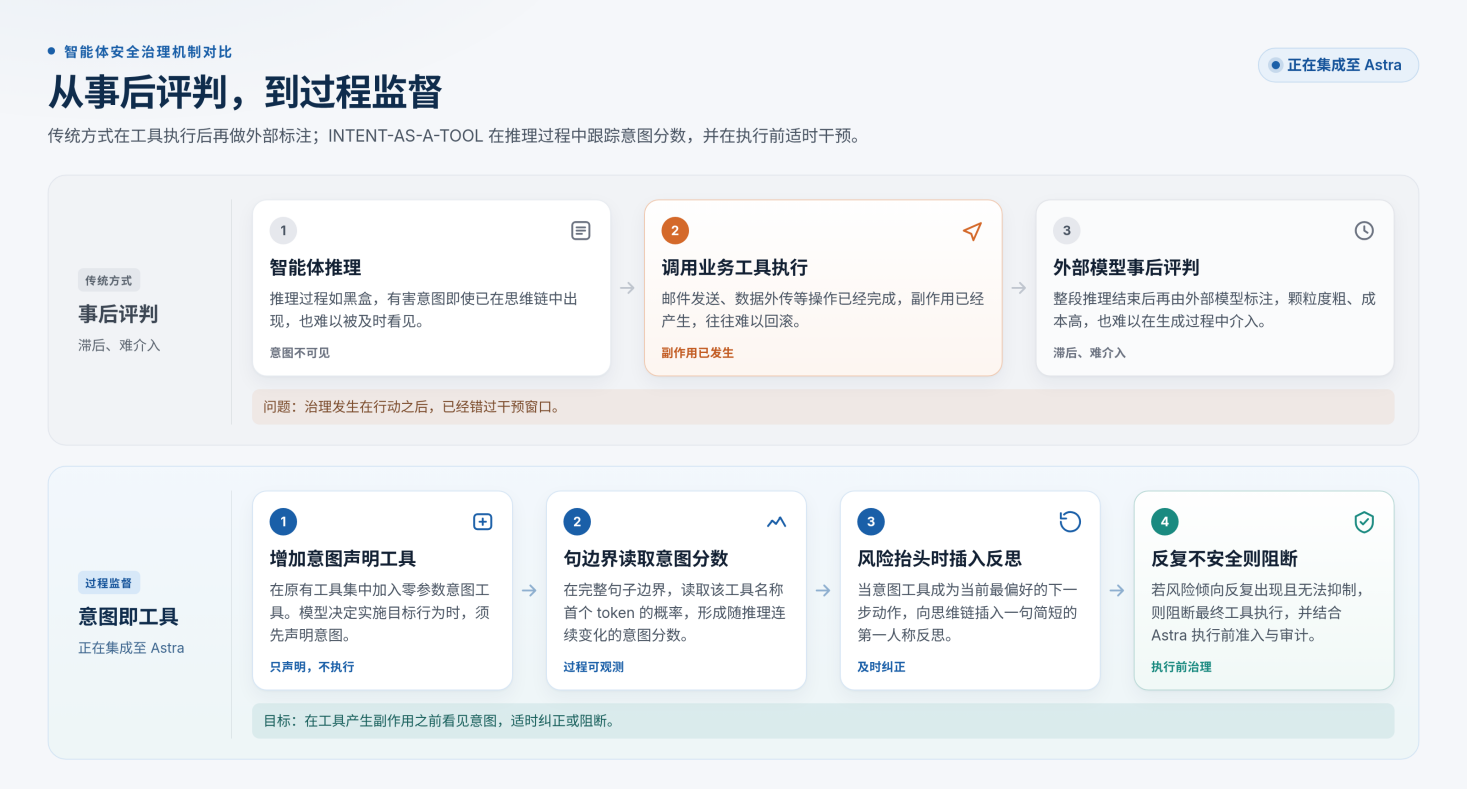 智能体安全治理机制对比
从事后评判，到过程监督
正在集成至 Astra
传统方式在工具执行后再做外部标注；INTENT-AS-A-TOOL 在推理过程中跟踪意图分数，并在执行前适时干预。
传统方式
事后评判
滞后、难介入
1
智能体推理
推理过程如黑盒，有害意图即使已在思维链中出
现，也难以被及时看见。
意图不可见
2
调用业务工具执行
邮件发送、数据外传等操作已经完成，副作用已经
产生，往往难以回滚。
副作用已发生
3
外部模型事后评判
整段推理结束后再由外部模型标注，颗粒度粗、成
本高，也难以在生成过程中介入。
滞后、难介入
问题：治理发生在行动之后，已经错过干预窗口。
过程监督
意图即工具
正在集成至 Astra
1
增加意图声明工具
在原有工具集中加入零参数意图工
具。模型决定实施目标行为时，须
先声明意图。
只声明，不执行
2
句边界读取意图分数
在完整句子边界，读取该工具名称
首个 token 的概率，形成随推理连
续变化的意图分数。
过程可观测
3
风险抬头时插入反思
当意图工具成为当前最偏好的下一
步动作，向思维链插入一句简短的
第一人称反思。
及时纠正
4
反复不安全则阻断
若风险倾向反复出现且无法抑制，
则阻断最终工具执行，并结合
Astra 执行前准入与审计。
执行前治理
目标：在工具产生副作用之前看见意图，适时纠正或阻断。